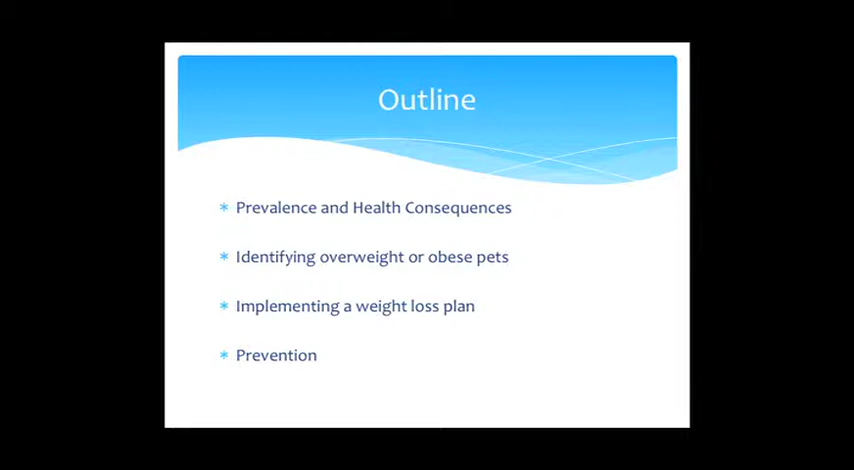 Outline
* Prevalence and Health Consequences
* Identifying overweight or obese pets
* Implementing a weight loss plan
* Prevention